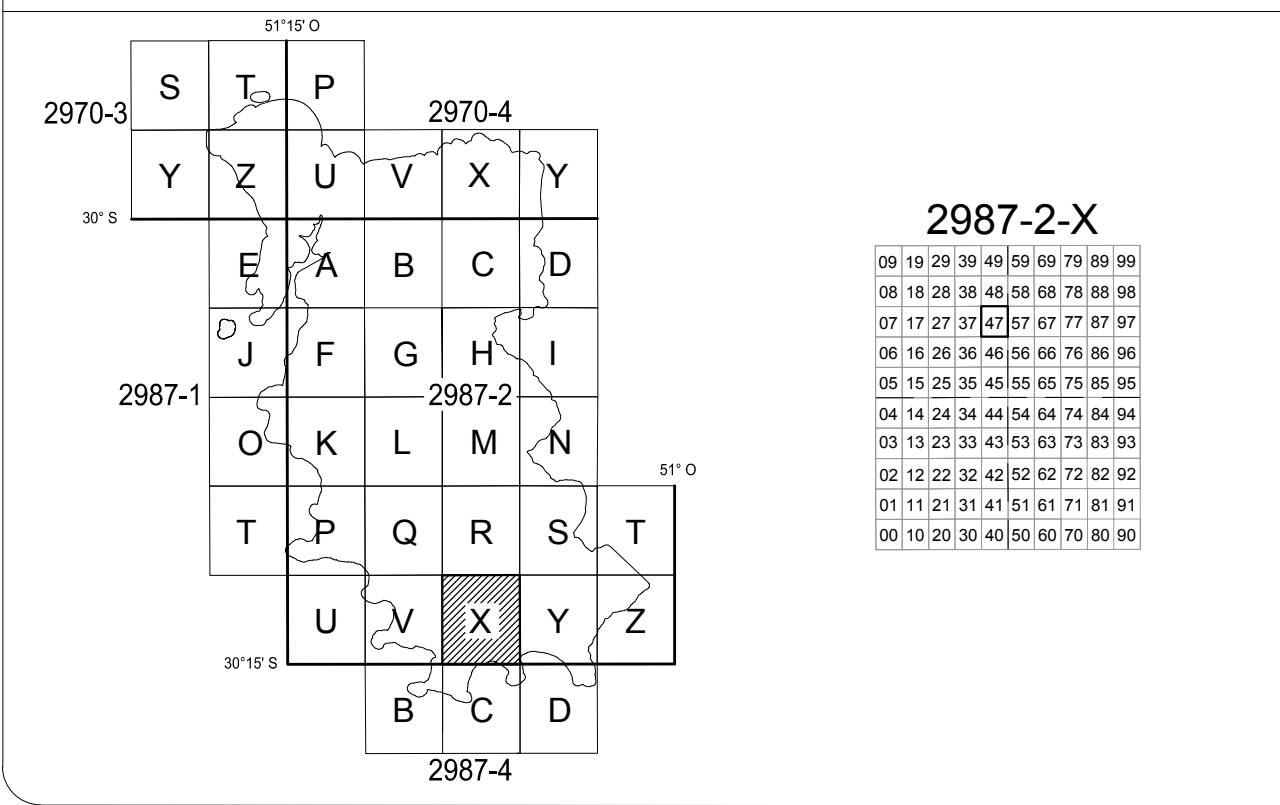 51°15' O
S T P
2970-3 2970-4
Y Z U V X Y
30° S
E A B C D
J F G H I
2987-1 2987-2
O K L M N
51° O
T P Q R S T
U V X Y Z
30°15' S
B C D
2987-4
2987-2-X
09 19 29 39 49 59 69 79 89 99
08 18 28 38 48 58 68 78 88 98
07 17 27 37 47 57 67 77 87 97
06 16 26 36 46 56 66 76 86 96
05 15 25 35 45 55 65 75 85 95
04 14 24 34 44 54 64 74 84 94
03 13 23 33 43 53 63 73 83 93
02 12 22 32 42 52 62 72 82 92
01 11 21 31 41 51 61 71 81 91
00 10 20 30 40 50 60 70 80 90